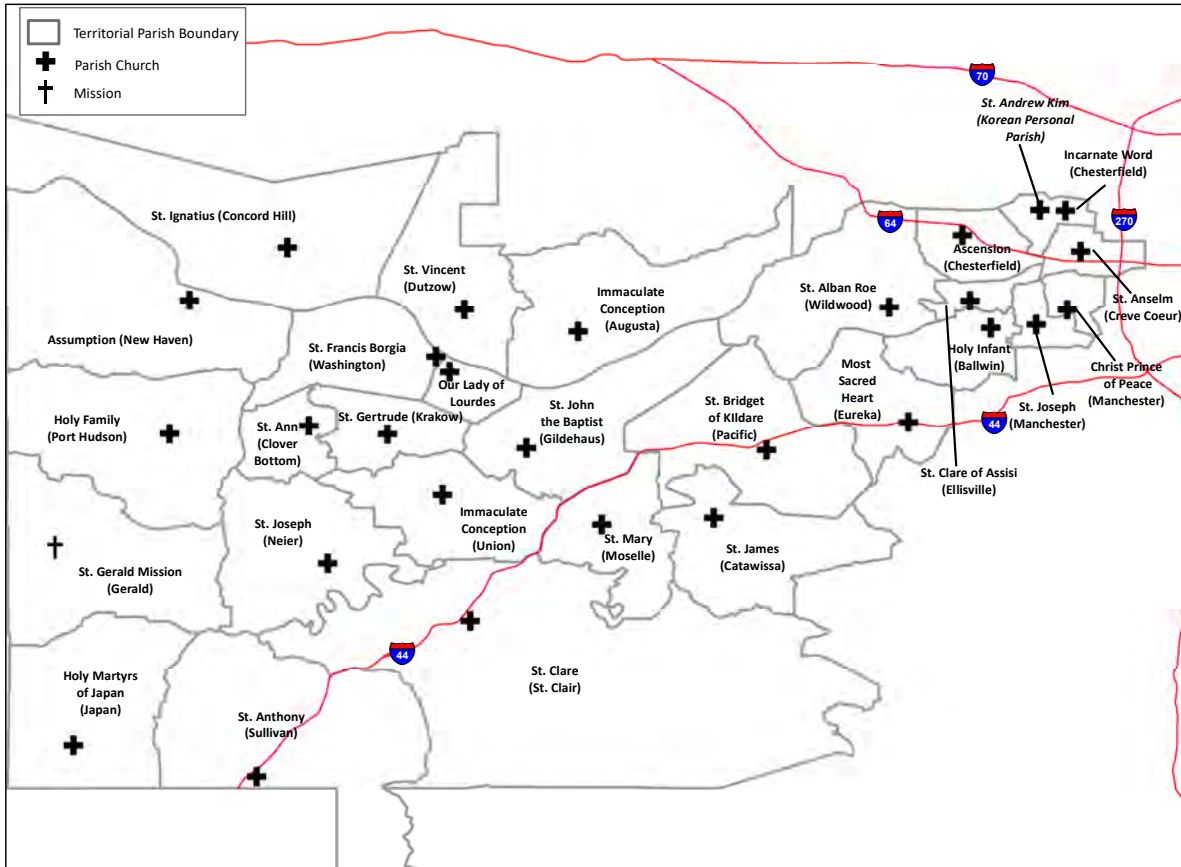 Territorial Parish Boundary
Parish Church
Mission
70
St. Andrew Kim
(Korean Personal
Parish)
Incarnate Word
(Chesterfield)
St. Ignatius (Concord Hill)
64
270
Ascension
(Chesterfield)
St. Vincent
(Dutzow)
Immaculate
Conception
(Augusta)
St. Alban Roe
(Wildwood)
St. Anselm
(Creve Coeur)
Assumption (New Haven)
St. Francis Borgia
(Washington)
Holy Infant
(Ballwin)
Christ Prince
of Peace
(Manchester)
Most
Sacred
Heart
(Eureka)
Our Lady of
Lourdes
Holy Family
(Port Hudson)
St. Ann
(Clover
Bottom)
St. Gertrude (Krakow)
St. John
the Baptist
(Gildehaus)
St. Bridget
of KIldare
(Pacific)
St. Joseph
(Manchester)
44
St. Clare of Assisi
(Ellisville)
St. Joseph
(Neier)
Immaculate
Conception
(Union)
St. Mary
(Moselle)
St. James
(Catawissa)
St. Gerald Mission
(Gerald)
44
Holy Martyrs
of Japan
(Japan)
St. Clare
(St. Clair)
St. Anthony
(Sullivan)